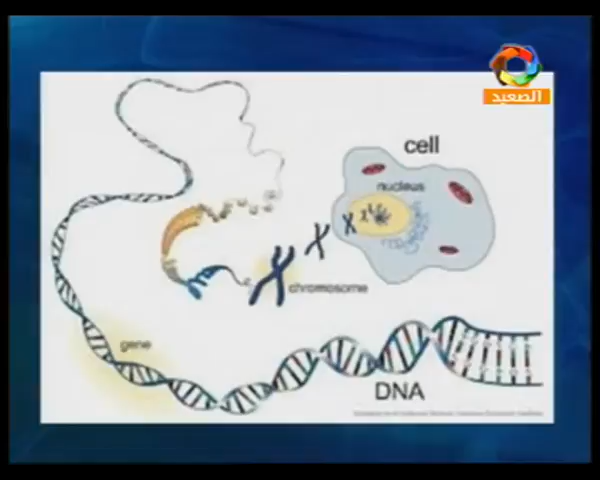 الصعيد
cell
nucleus
chromosome
gene
DNA